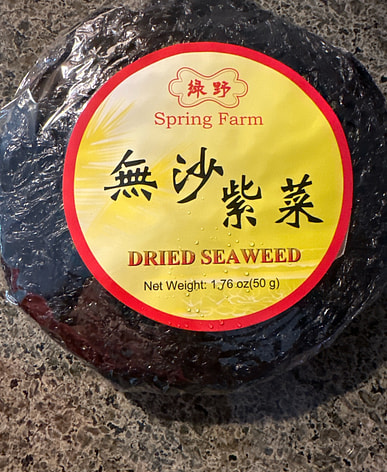 綠野
Spring Farm
無沙紫菜
DRIED SEAWEED
Net Weight: 1.76 oz(50 g)